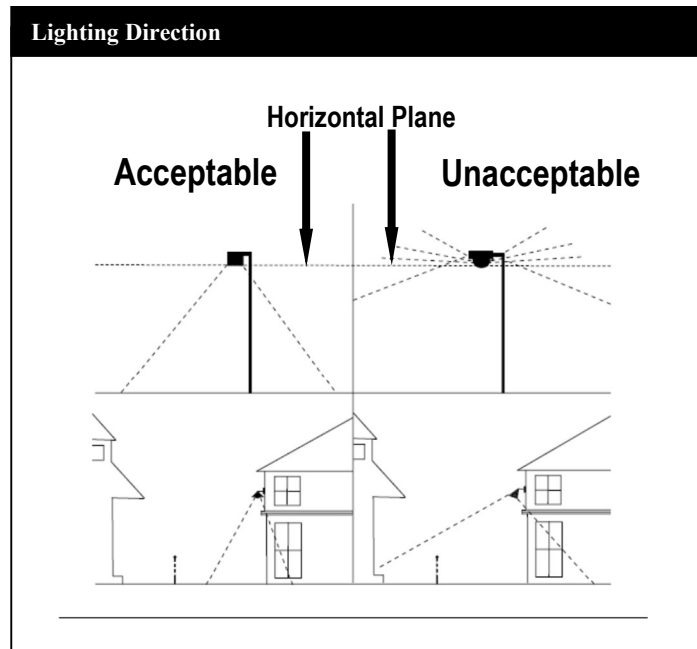 Lighting Direction
Horizontal Plane
Acceptable
Unacceptable